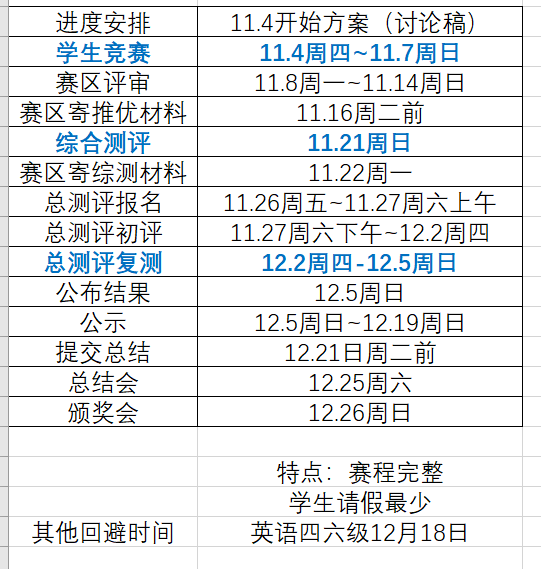 进度安排 11.4开始方案（讨论稿）
学生竞赛 11.4周四~11.7周日
赛区评审 11.8周一~11.14周日
赛区寄推优材料 11.16周二前
综合测评 11.21周日
赛区寄综测材料 11.22周一
总测评报名 11.26周五~11.27周六上午
总测评初评 11.27周六下午~12.2周四
总测评复测 12.2周四-12.5周日
公布结果 12.5周日
公示 12.5周日~12.19周日
提交总结 12.21日周二前
总结会 12.25周六
颁奖会 12.26周日
特点：赛程完整
学生请假最少
其他回避时间 英语四六级12月18日